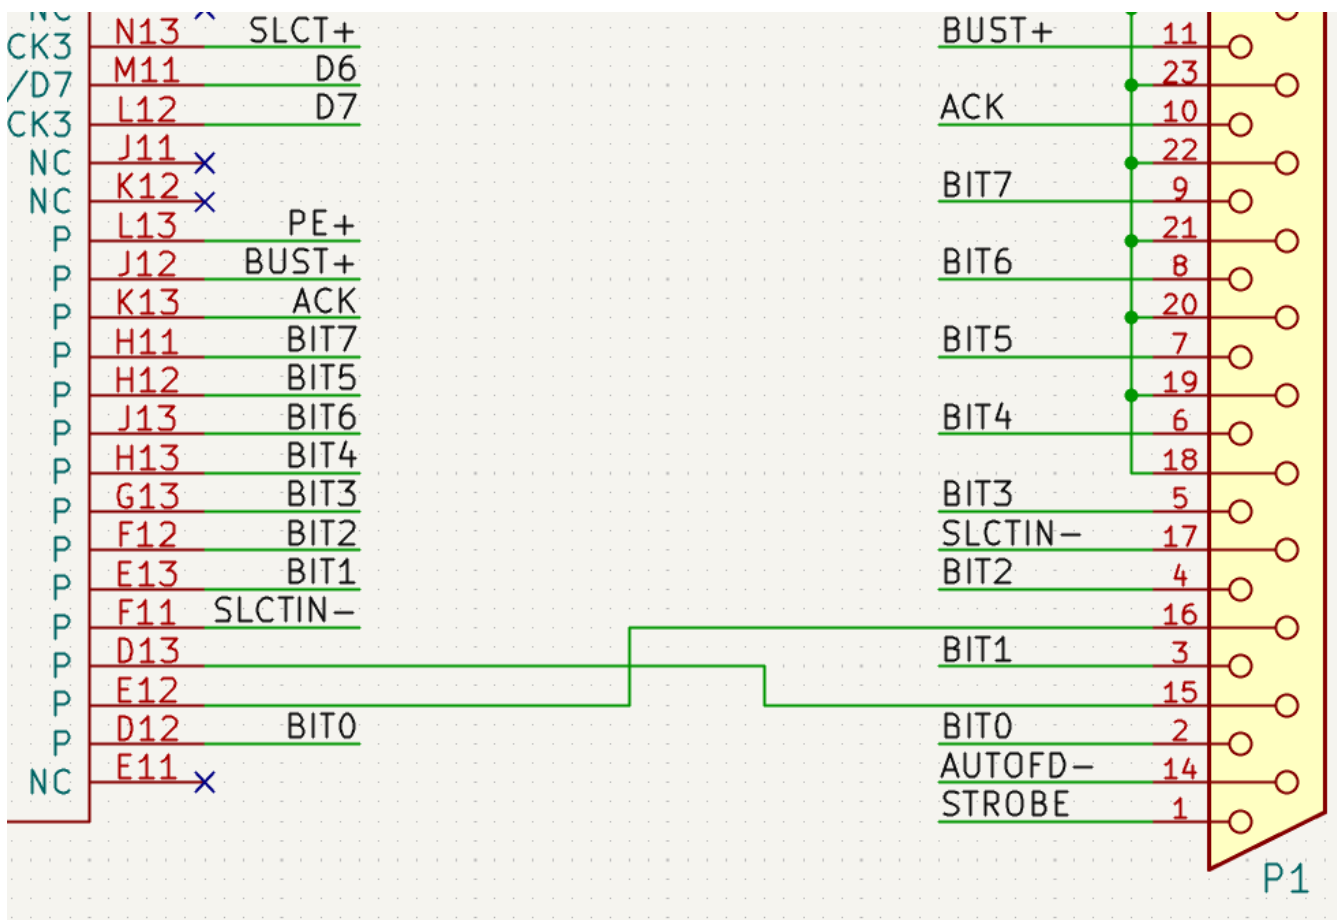 NC
CK3 N13 SLCT+
/D7 M11 D6
CK3 L12 D7
NC J11
NC K12
P L13 PE+
P J12 BUST+
P K13 ACK
P H11 BIT7
P H12 BIT5
P J13 BIT6
P H13 BIT4
P G13 BIT3
P F12 BIT2
P E13 BIT1
P F11 SLCTIN-
P D13
P E12
P D12 BIT0
NC E11
BUST+ 11
23
ACK 10
22
BIT7 9
21
BIT6 8
20
BIT5 7
19
BIT4 6
18
BIT3 5
SLCTIN- 17
BIT2 4
16
BIT1 3
15
BIT0 2
AUTOFD- 14
STROBE 1
P1